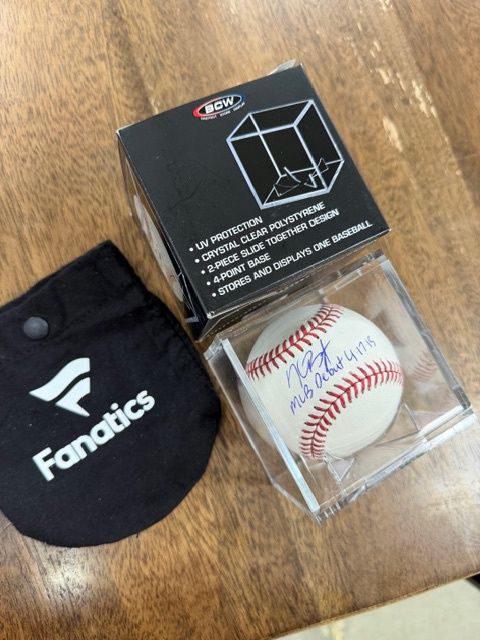 BCW
• UV PROTECTION
• CRYSTAL CLEAR POLYSTYRENE
• 2-PIECE SLIDE TOGETHER DESIGN
• 4-POINT BASE
• STORES AND DISPLAYS ONE BASEBALL
MLB Debut 4-17-15
Fanatics